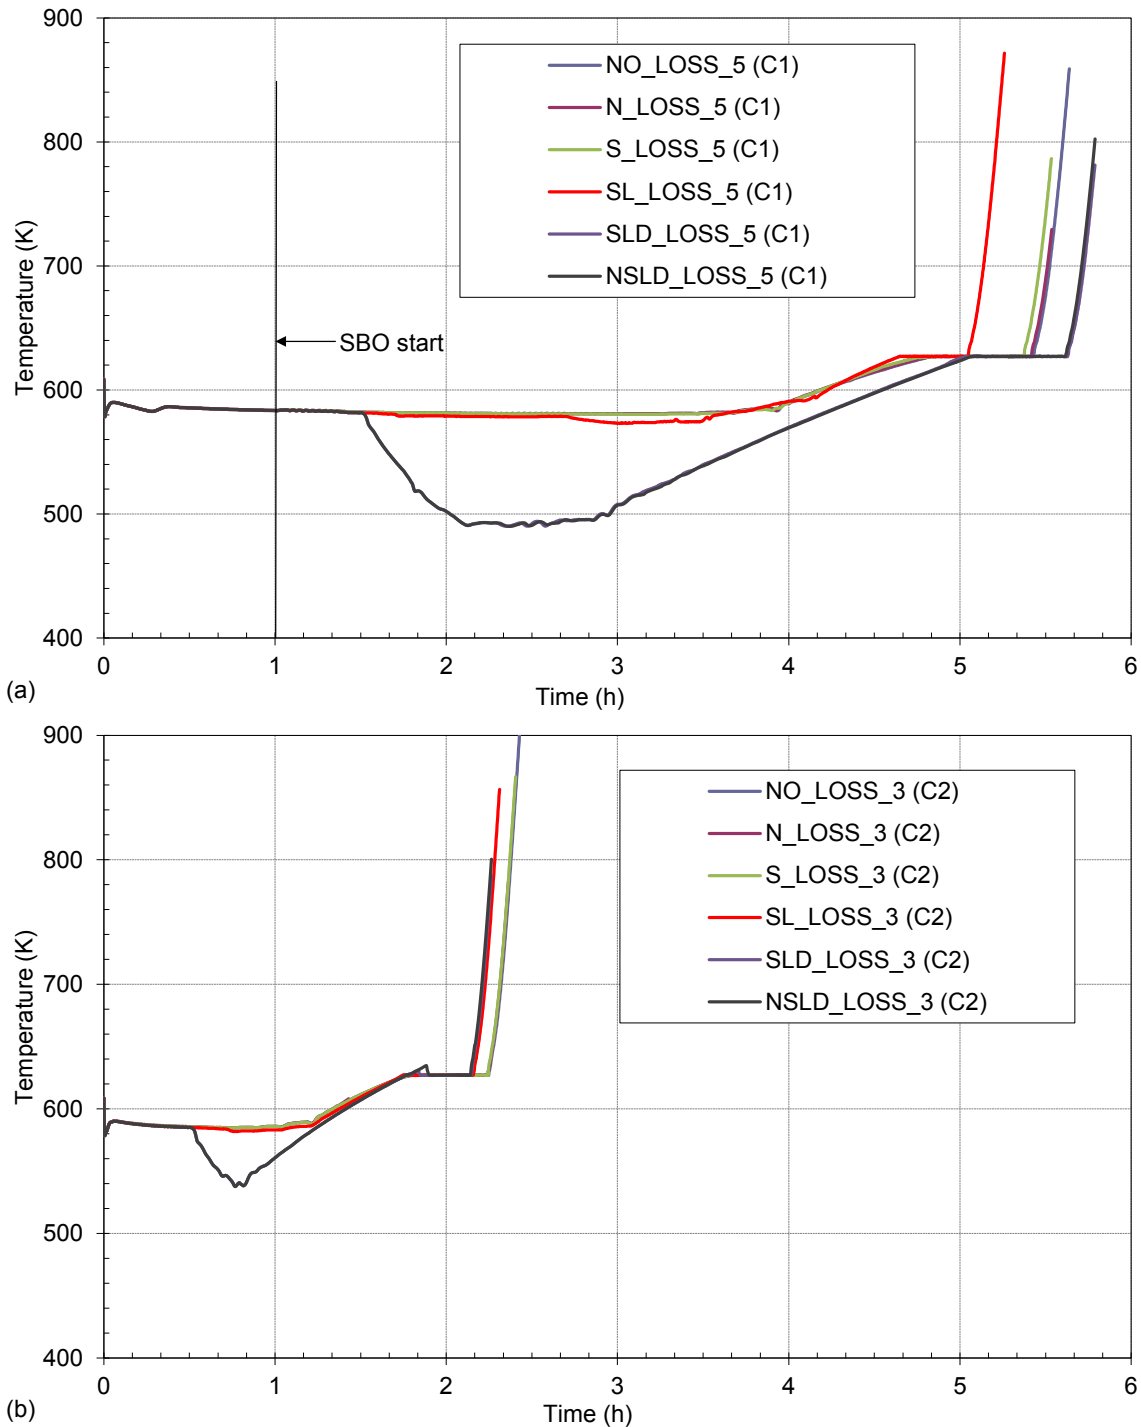 900
800
700
600
500
400
Temperature (K)
NO_LOSS_5 (C1)
N_LOSS_5 (C1)
S_LOSS_5 (C1)
SL_LOSS_5 (C1)
SLD_LOSS_5 (C1)
NSLD_LOSS_5 (C1)
SBO start
0 1 2 3 4 5 6
(a)
Time (h)
900
800
700
600
500
400
Temperature (K)
NO_LOSS_3 (C2)
N_LOSS_3 (C2)
S_LOSS_3 (C2)
SL_LOSS_3 (C2)
SLD_LOSS_3 (C2)
NSLD_LOSS_3 (C2)
0 1 2 3 4 5 6
(b)
Time (h)